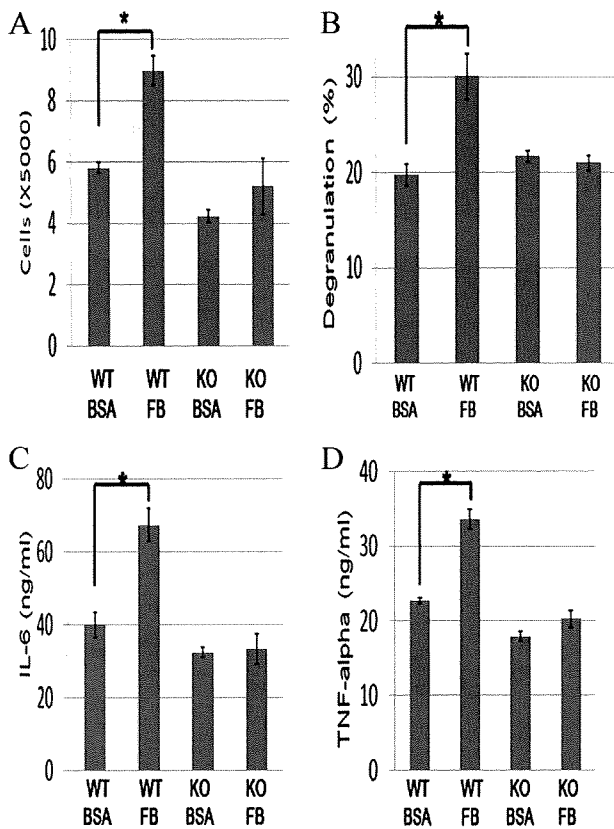 A
*
Cells (X5000)
10
8
6
4
2
0
WT WT KO KO
BSA FB BSA FB
B
*
Degranulation (%)
30
20
10
0
WT WT KO KO
BSA FB BSA FB
C
*
IL-6 (ng/ml)
80
60
40
20
0
WT WT KO KO
BSA FB BSA FB
D
*
TNF-alpha (ng/ml)
40
30
20
10
0
WT WT KO KO
BSA FB BSA FB